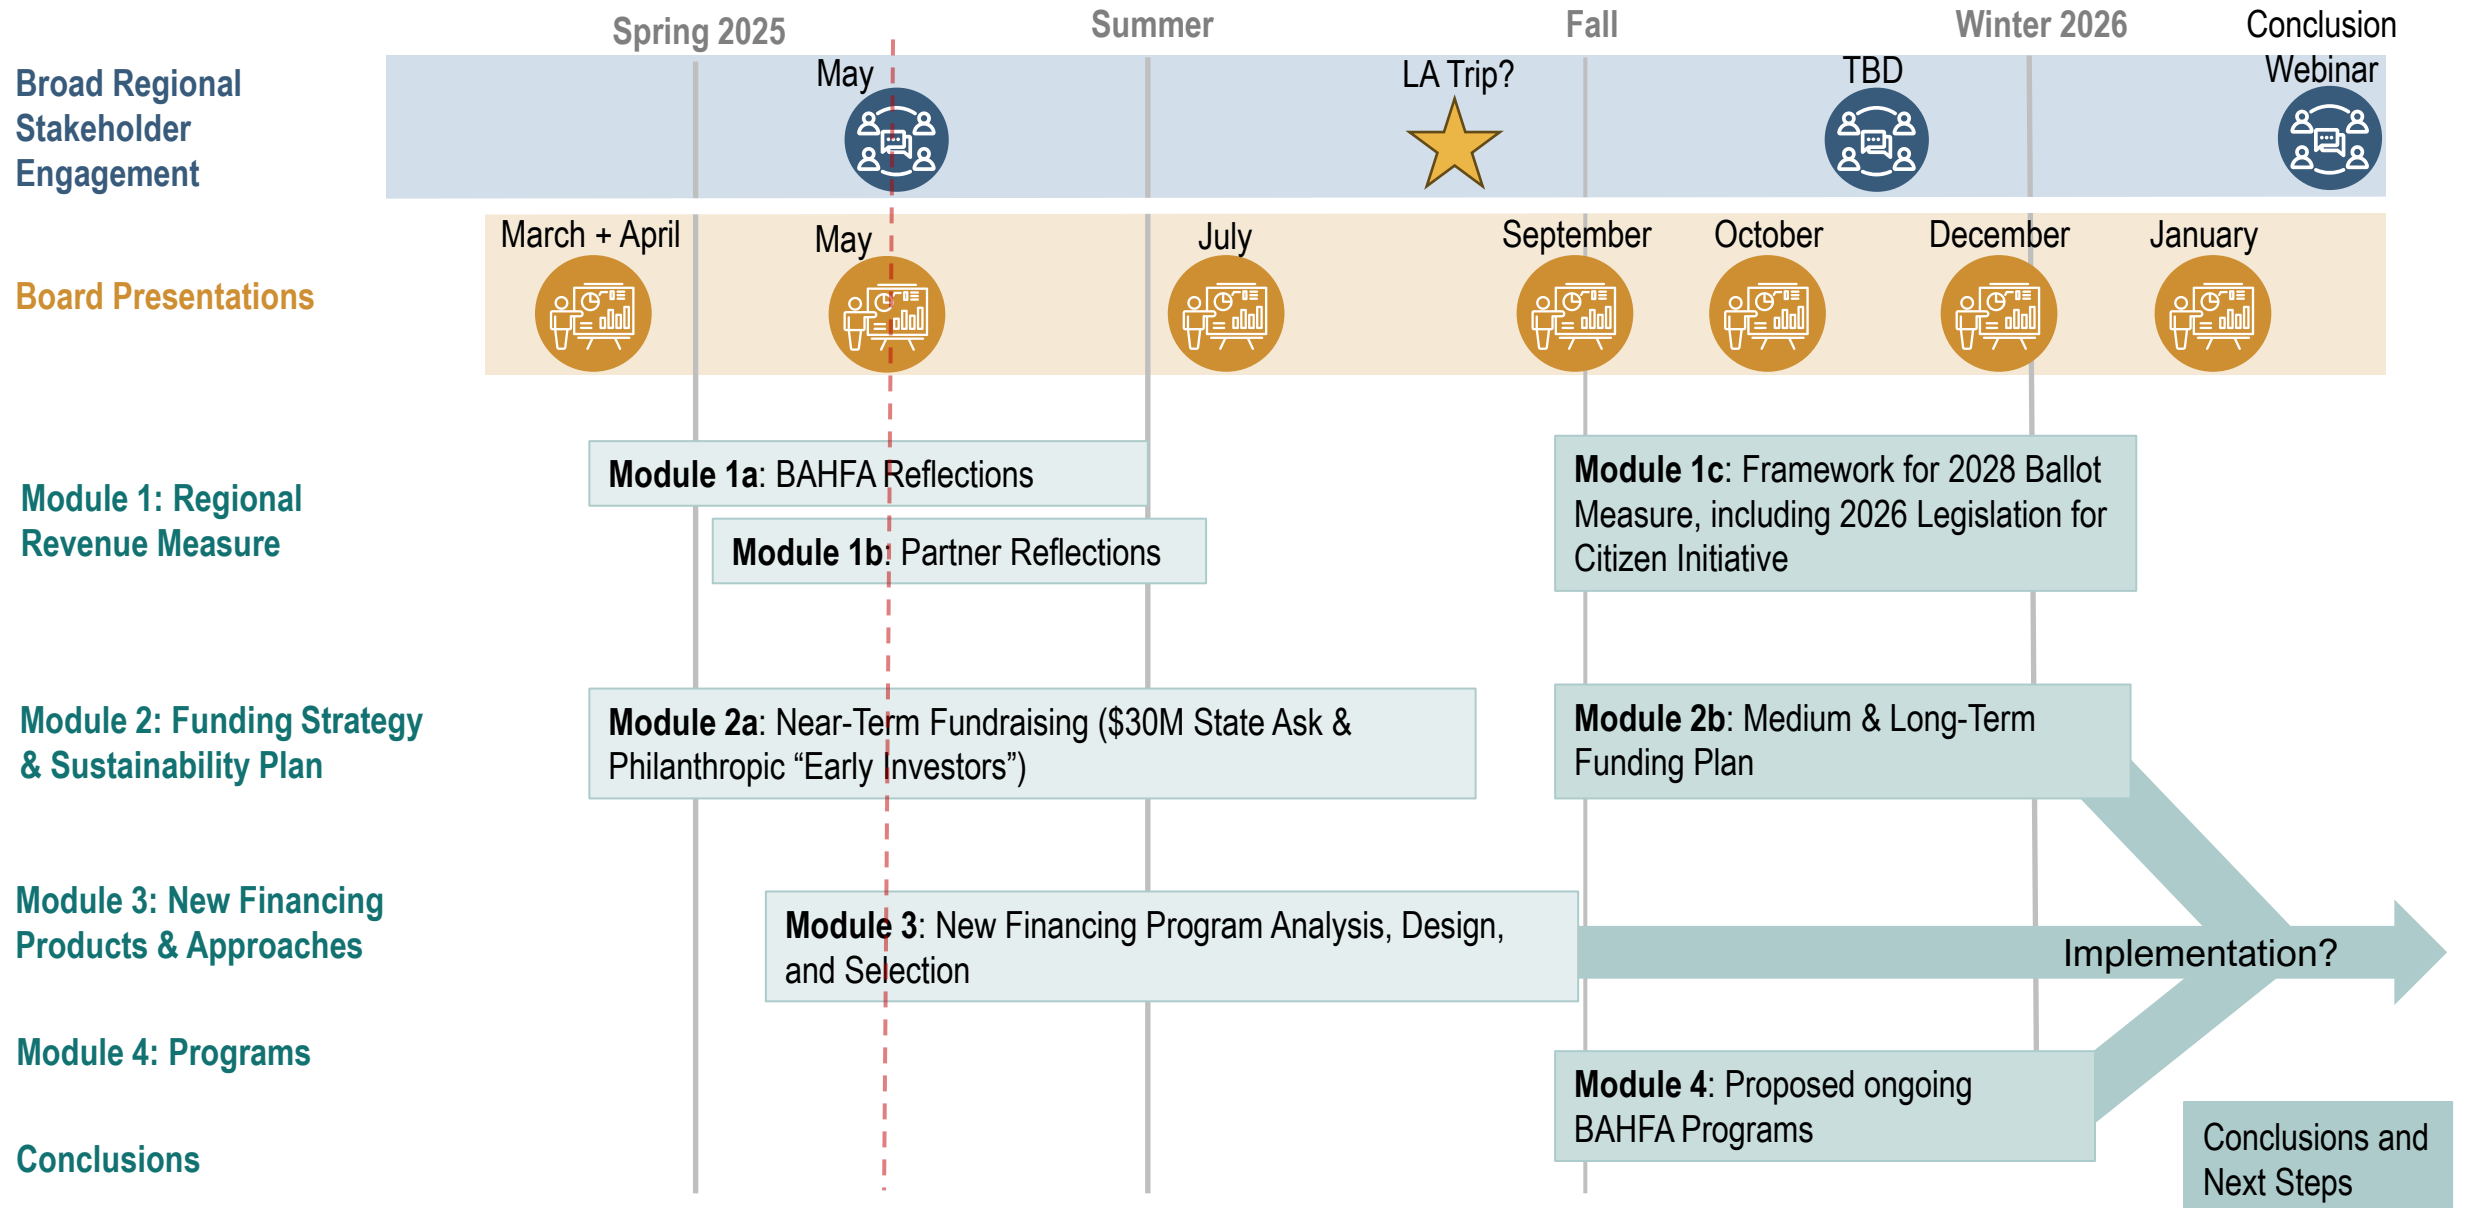 Spring 2025
Summer
Fall
Winter 2026
Conclusion
Webinar
Broad Regional
Stakeholder
Engagement
May
LA Trip?
TBD
Board Presentations
March + April
May
July
September
October
December
January
Module 1: Regional
Revenue Measure
Module 1a: BAHFA Reflections
Module 1b: Partner Reflections
Module 1c: Framework for 2028 Ballot
Measure, including 2026 Legislation for
Citizen Initiative
Module 2: Funding Strategy
& Sustainability Plan
Module 2a: Near-Term Fundraising ($30M State Ask &
Philanthropic “Early Investors”)
Module 2b: Medium & Long-Term
Funding Plan
Module 3: New Financing
Products & Approaches
Module 3: New Financing Program Analysis, Design,
and Selection
Implementation?
Module 4: Programs
Module 4: Proposed ongoing
BAHFA Programs
Conclusions
Conclusions and
Next Steps